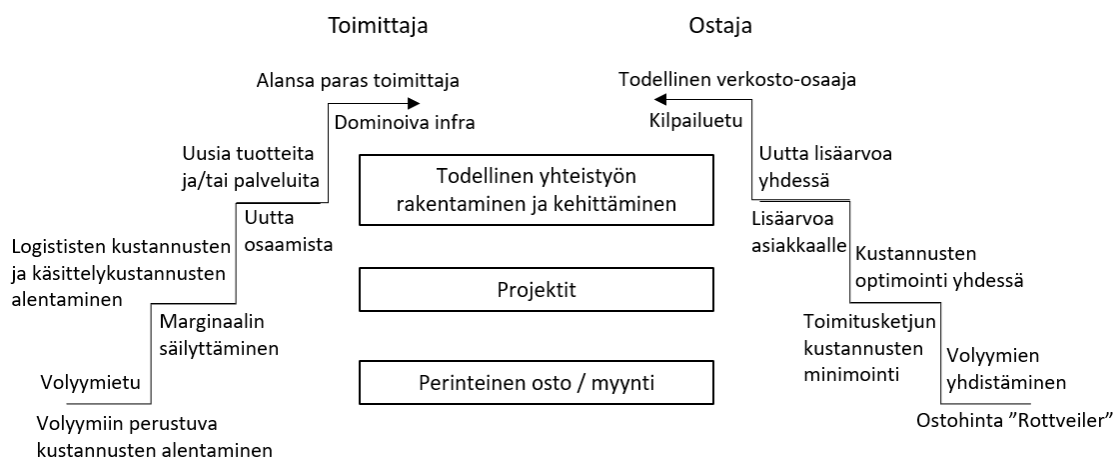 Toimittaja
Ostaja
Alansa paras toimittaja
Todellinen verkosto-osaaja
Dominoiva infra
Kilpailuetu
Uusia tuotteita
ja/tai palveluita
Todellinen yhteistyön
rakentaminen ja kehittäminen
Uutta lisäarvoa
yhdessä
Uutta
osaamista
Lisäarvoa
asiakkaalle
Logististen kustannusten
ja käsittelykustannusten
alentaminen
Projektit
Kustannusten
optimointi yhdessä
Marginaalin
säilyttäminen
Toimitusketjun
kustannusten
minimointi
Volyymietu
Perinteinen osto / myynti
Volyymien
yhdistäminen
Volyymiin perustuva
kustannusten alentaminen
Ostohinta ”Rottveiler”